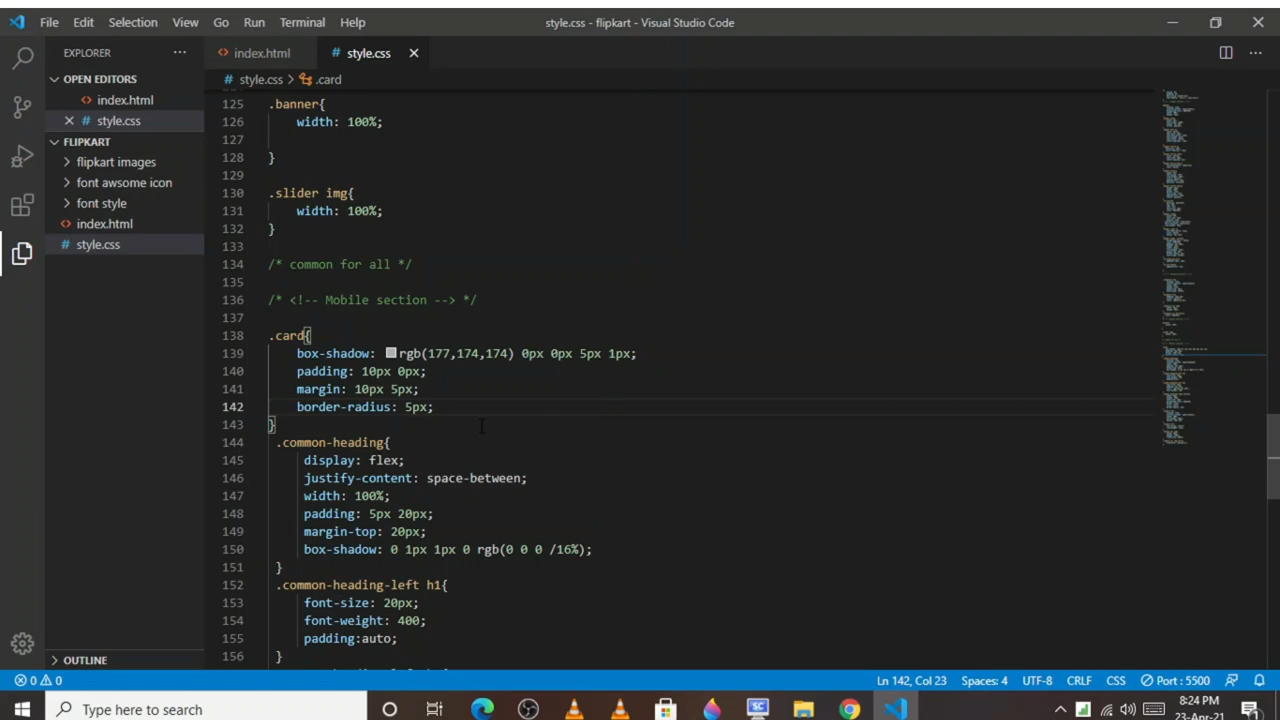 File Edit Selection View Go Run Terminal Help
style.css - flipkart - Visual Studio Code
EXPLORER
index.html
# style.css
style.css > .card
OPEN EDITORS
index.html
# style.css
FLIPKART
flipkart images
font awsome icon
font style
index.html
# style.css
125 .banner{
126 width: 100%;
127
128 }
129
130 .slider img{
131 width: 100%;
132 }
133
134 /* common for all */
135
136 /* <!-- Mobile section --> */
137
138 .card{
139 box-shadow: rgb(177,174,174) 0px 0px 5px 1px;
140 padding: 10px 0px;
141 margin: 10px 5px;
142 border-radius: 5px;
143 }
144 .common-heading{
145 display: flex;
146 justify-content: space-between;
147 width: 100%;
148 padding: 5px 20px;
149 margin-top: 20px;
150 box-shadow: 0 1px 1px 0 rgb(0 0 0 /16%);
151 }
152 .common-heading-left h1{
153 font-size: 20px;
154 font-weight: 400;
155 padding:auto;
156 }
OUTLINE
0 0
Ln 142, Col 23 Spaces: 4 UTF-8 CRLF CSS Port : 5500
Type here to search
8:24 PM
23-Apr-21